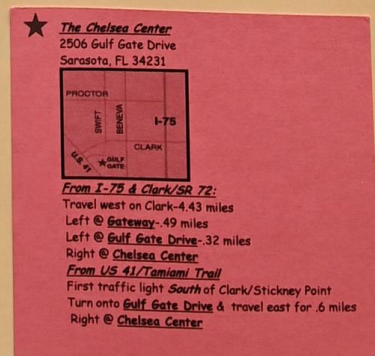 The Chelsea Center
2506 Gulf Gate Drive
Sarasota, FL 34231
PROCTOR
SWIFT
BENEVA
I-75
CLARK
U.S. 41
GULF
GATE
From I-75 & Clark/SR 72:
Travel west on Clark-4.43 miles
Left @ Gateway-.49 miles
Left @ Gulf Gate Drive-.32 miles
Right @ Chelsea Center
From US 41/Tamiami Trail
First traffic light South of Clark/Stickney Point
Turn onto Gulf Gate Drive & travel east for .6 miles
Right @ Chelsea Center